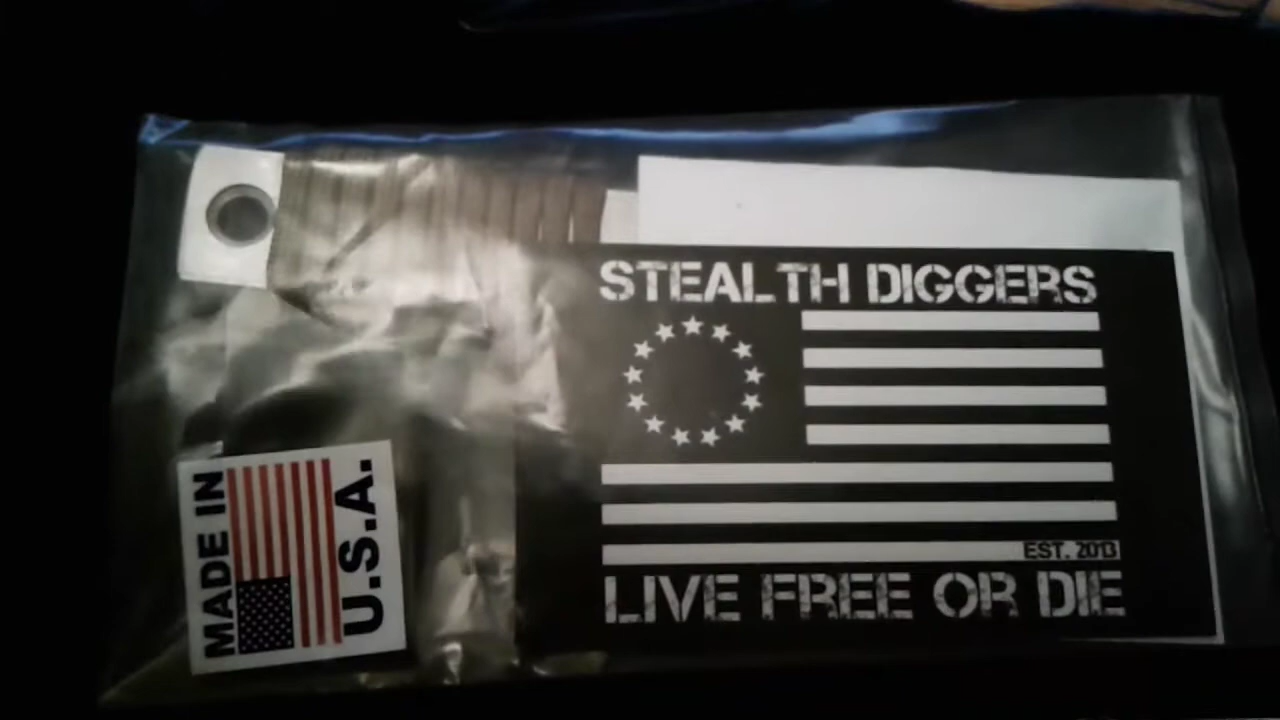 STEALTH DIGGERS
EST. 2013
LIVE FREE OR DIE
MADE IN
U.S.A.